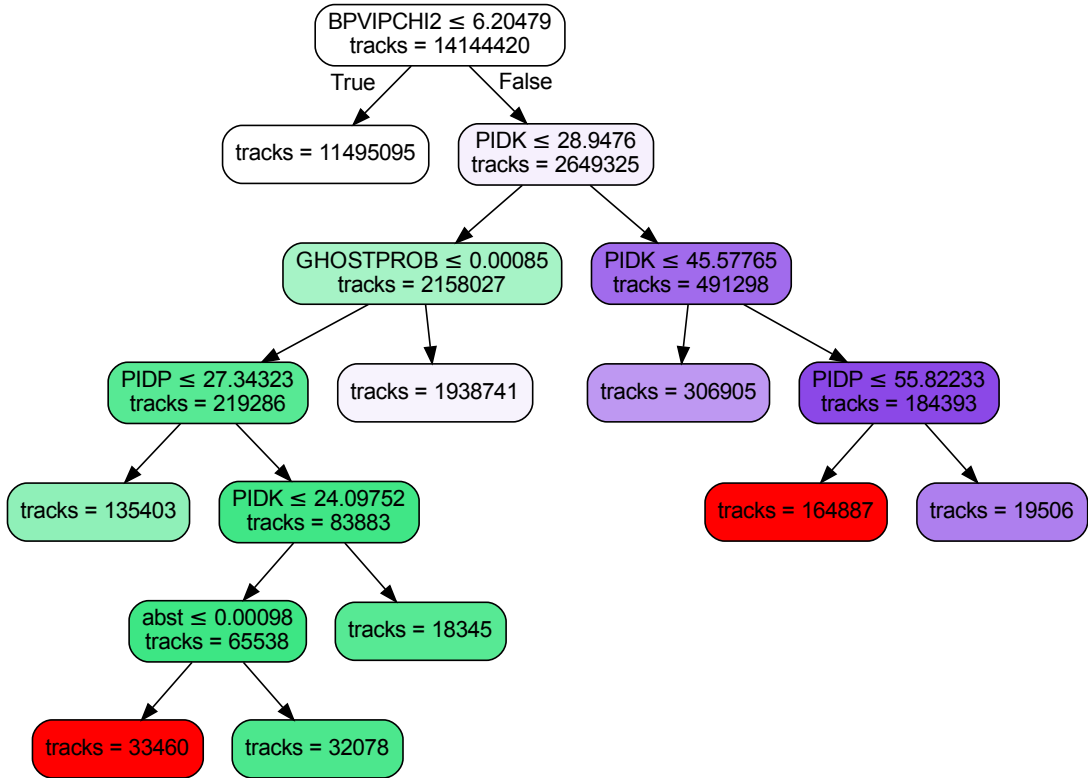 BPVIPCHI2 ≤ 6.20479
tracks = 14144420
True
False
tracks = 11495095
PIDK ≤ 28.9476
tracks = 2649325
GHOSTPROB ≤ 0.00085
tracks = 2158027
PIDK ≤ 45.57765
tracks = 491298
PIDP ≤ 27.34323
tracks = 219286
tracks = 1938741
tracks = 306905
PIDP ≤ 55.82233
tracks = 184393
tracks = 135403
PIDK ≤ 24.09752
tracks = 83883
tracks = 164887
tracks = 19506
abst ≤ 0.00098
tracks = 65538
tracks = 18345
tracks = 33460
tracks = 32078